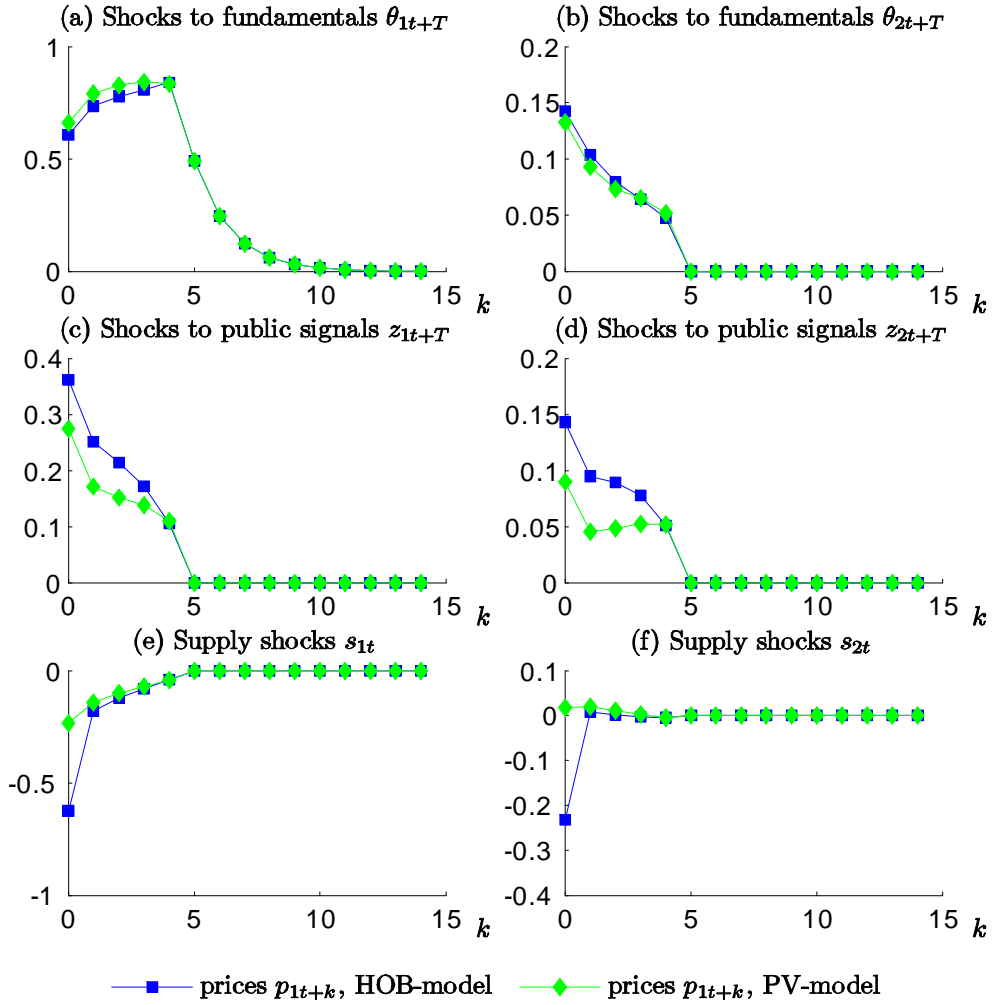 (a) Shocks to fundamentals θ1t+T
(b) Shocks to fundamentals θ2t+T
1
0.5
0
0 5 10 15 k
0.2
0.15
0.1
0.05
0
0 5 10 15 k
(c) Shocks to public signals z1t+T
(d) Shocks to public signals z2t+T
0.4
0.3
0.2
0.1
0
0 5 10 15 k
0.2
0.15
0.1
0.05
0
0 5 10 15 k
(e) Supply shocks s1t
(f) Supply shocks s2t
0
-0.5
-1
0 5 10 15 k
0.1
0
-0.1
-0.2
-0.3
-0.4
0 5 10 15 k
prices p1t+k, HOB-model
prices p1t+k, PV-model